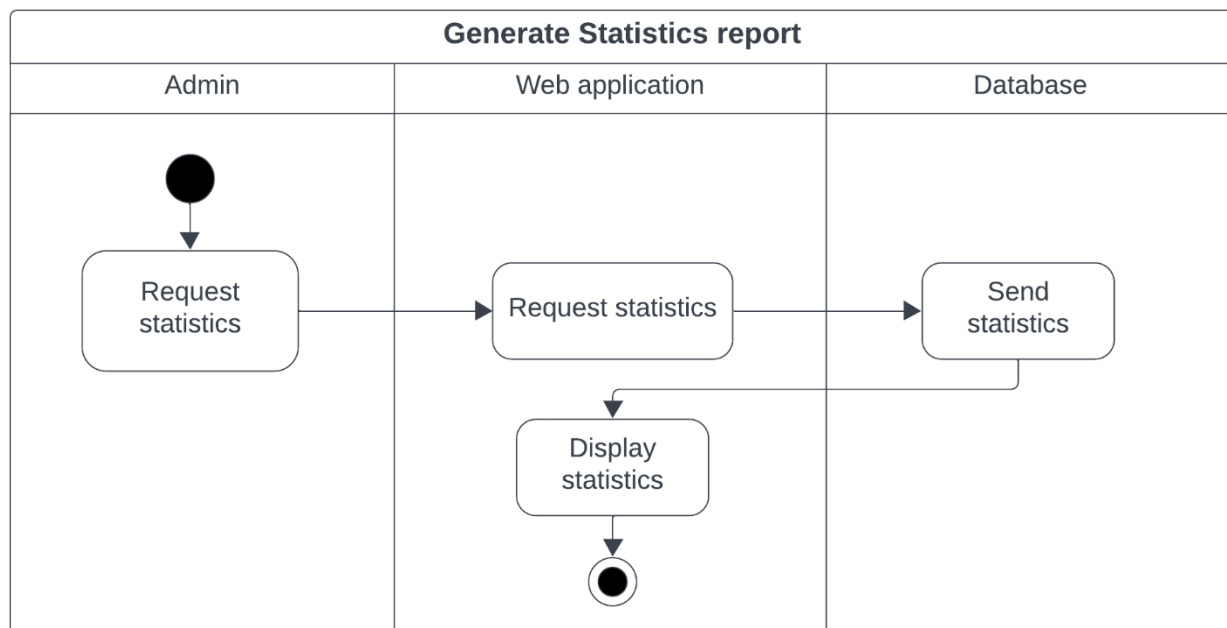 Generate Statistics report
Admin
Web application
Database
Request
statistics
Request statistics
Send
statistics
Display
statistics